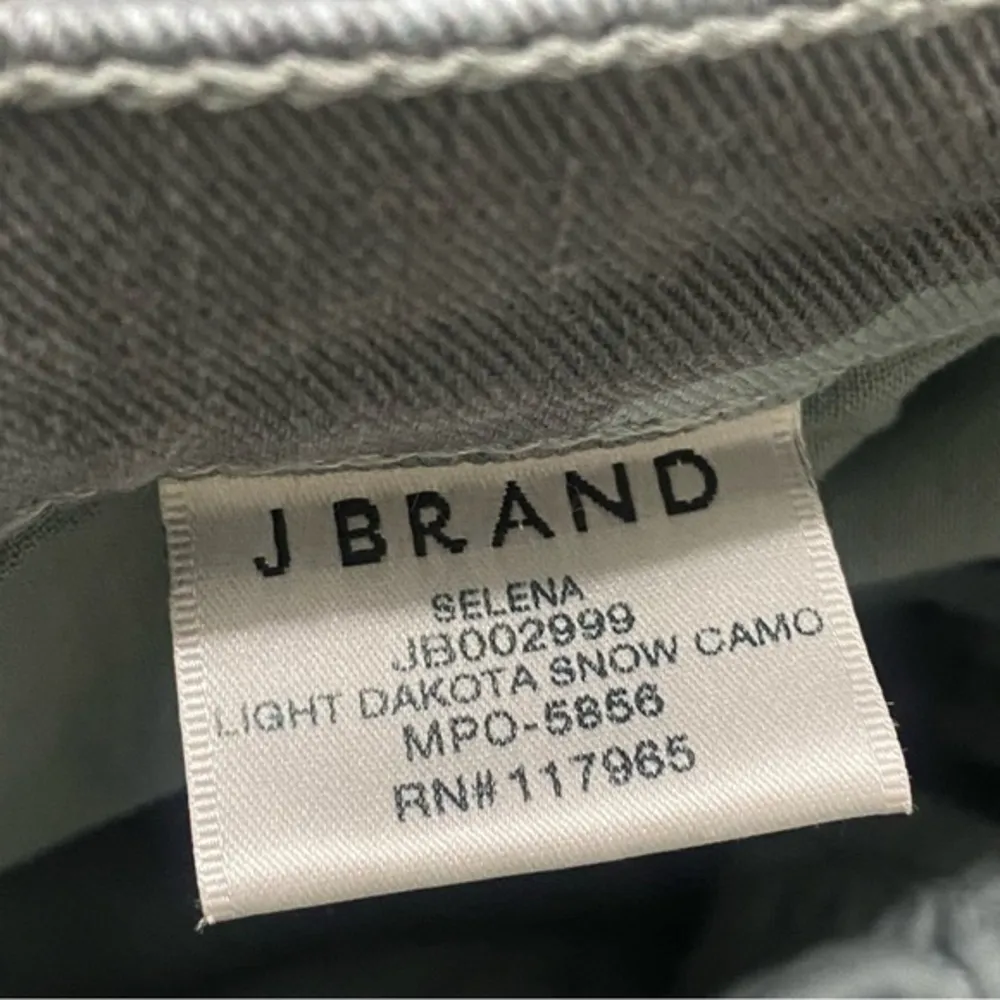 J BRAND
SELENA
JB002999
LIGHT DAKOTA SNOW CAMO
MPO-5856
RN#117965